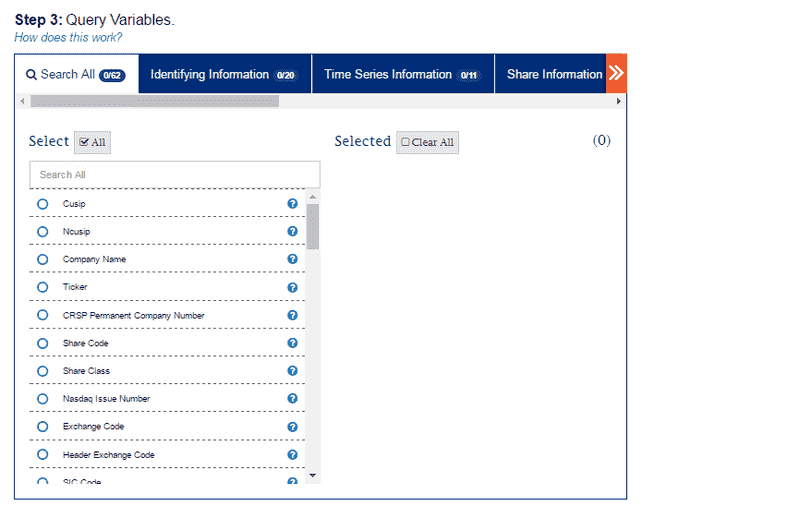 Step 3: Query Variables.
How does this work?
Search All 0/62 Identifying Information 0/20 Time Series Information 0/11 Share Information
Select All Selected Clear All (0)
Search All
Cusip
Ncusip
Company Name
Ticker
CRSP Permanent Company Number
Share Code
Share Class
Nasdaq Issue Number
Exchange Code
Header Exchange Code
SIC Code